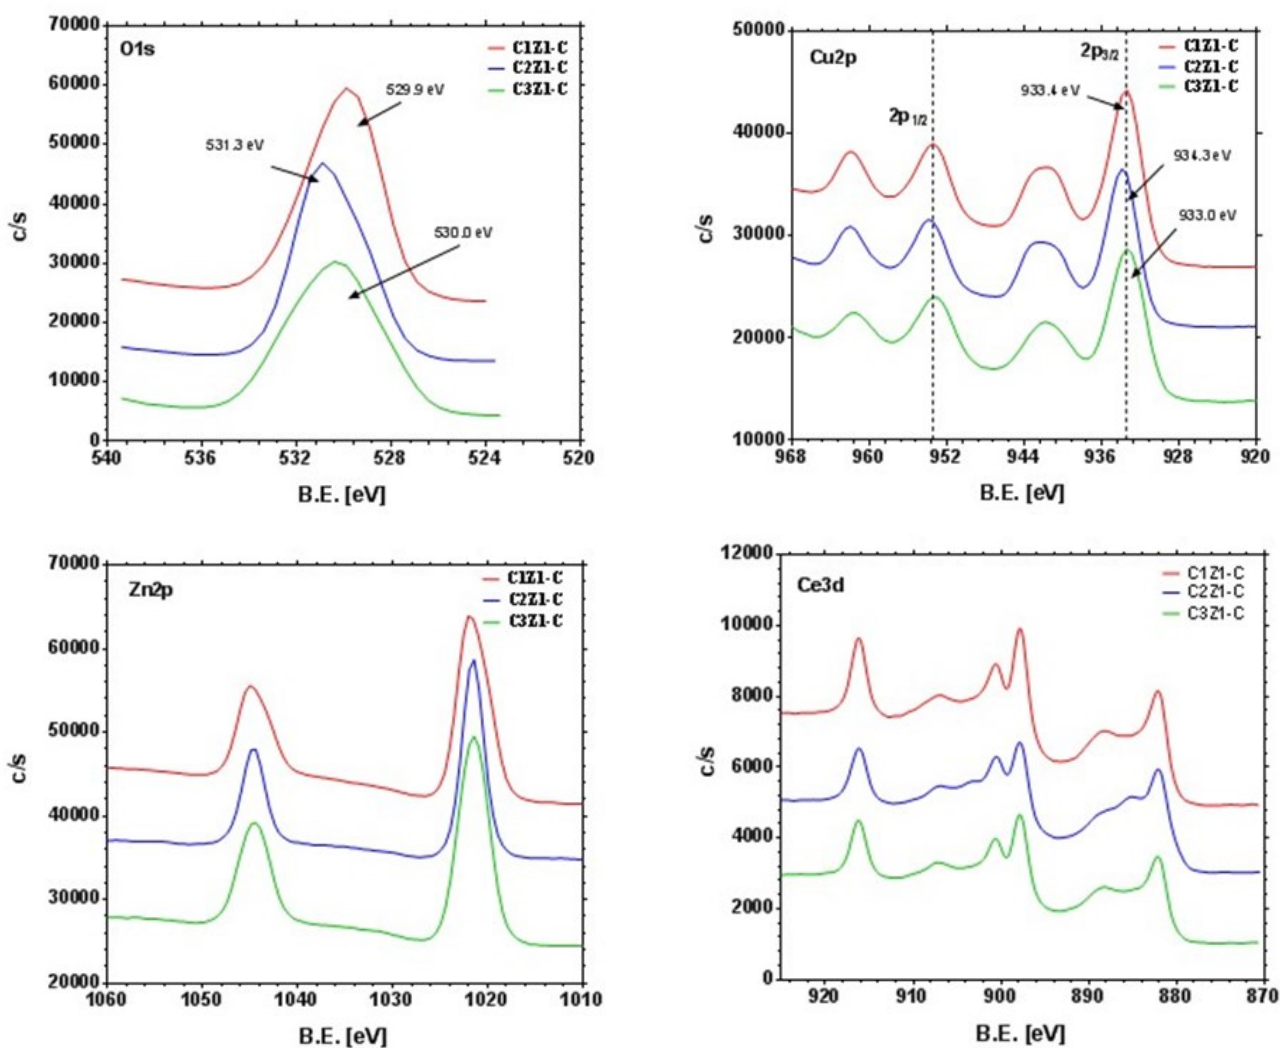 O1s
C1Z1-C
C2Z1-C
C3Z1-C
529.9 eV
531.3 eV
530.0 eV
c/s
70000
60000
50000
40000
30000
20000
10000
0
540 536 532 528 524 520
B.E. [eV]
Cu2p
2p3/2
C1Z1-C
C2Z1-C
C3Z1-C
933.4 eV
2p 1/2
934.3 eV
933.0 eV
c/s
50000
40000
30000
20000
10000
968 960 952 944 936 928 920
B.E. [eV]
Zn2p
C1Z1-C
C2Z1-C
C3Z1-C
c/s
70000
60000
50000
40000
30000
20000
1060 1050 1040 1030 1020 1010
B.E. [eV]
Ce3d
C1Z1-C
C2Z1-C
C3Z1-C
c/s
12000
10000
8000
6000
4000
2000
0
920 910 900 890 880 870
B.E. [eV]